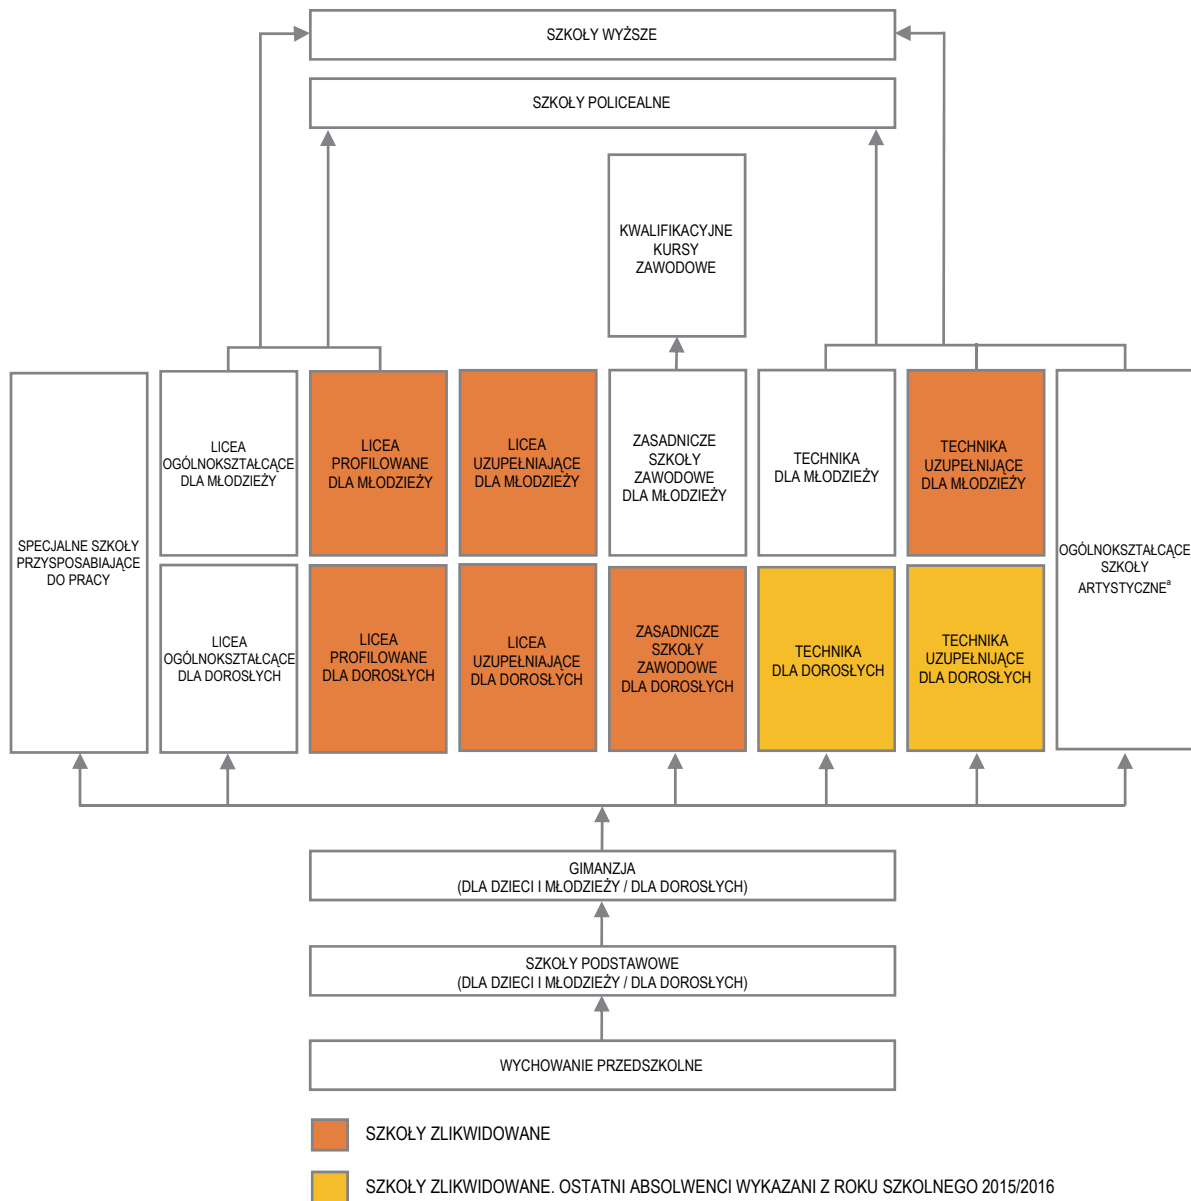 SZKOŁY WYŻSZE
SZKOŁY POLICEALNE
KWALIFIKACYJNE
KURSY
ZAWODOWE
SPECJALNE SZKOŁY
PRZYSPOSABIAJĄCE
DO PRACY
LICEA
OGÓLNOKSZTAŁCĄCE
DLA MŁODZIEŻY
LICEA
PROFILOWANE
DLA MŁODZIEŻY
LICEA
UZUPEŁNIAJĄCE
DLA MŁODZIEŻY
ZASADNICZE
SZKOŁY
ZAWODOWE
DLA MŁODZIEŻY
TECHNIKA
DLA MŁODZIEŻY
TECHNIKA
UZUPEŁNIJĄCE
DLA MŁODZIEŻY
OGÓLNOKSZTAŁCĄCE
SZKOŁY
ARTYSTYCZNEª
LICEA
OGÓLNOKSZTAŁCĄCE
DLA DOROSŁYCH
LICEA
PROFILOWANE
DLA DOROSŁYCH
LICEA
UZUPEŁNIAJĄCE
DLA DOROSŁYCH
ZASADNICZE
SZKOŁY
ZAWODOWE
DLA DOROSŁYCH
TECHNIKA
DLA DOROSŁYCH
TECHNIKA
UZUPEŁNIJĄCE
DLA DOROSŁYCH
GIMANZJA
(DLA DZIECI I MŁODZIEŻY / DLA DOROSŁYCH)
SZKOŁY PODSTAWOWE
(DLA DZIECI I MŁODZIEŻY / DLA DOROSŁYCH)
WYCHOWANIE PRZEDSZKOLNE
SZKOŁY ZLIKWIDOWANE
SZKOŁY ZLIKWIDOWANE. OSTATNI ABSOLWENCI WYKAZANI Z ROKU SZKOLNEGO 2015/2016